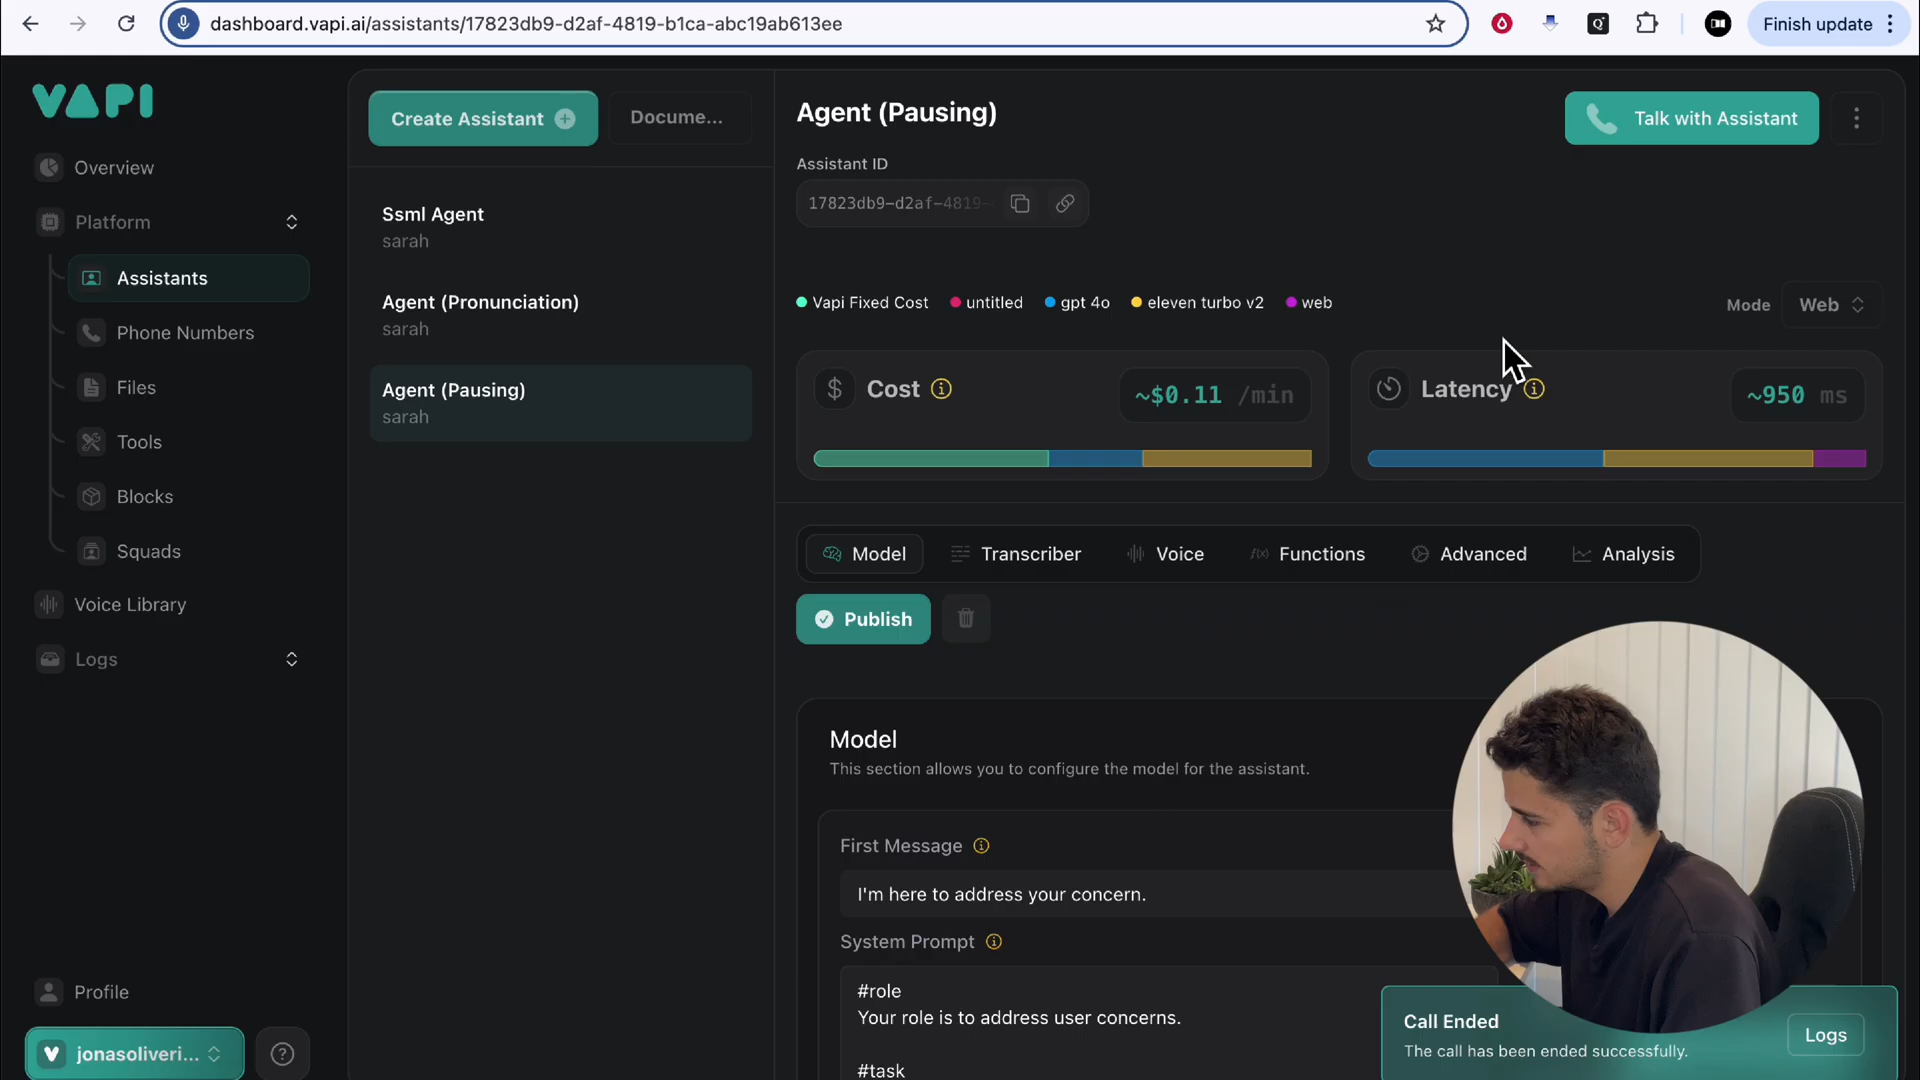 dashboard.vapi.ai/assistants/17823db9-d2af-4819-b1ca-abc19ab613ee
Finish update
VAPI
Overview
Platform
Assistants
Phone Numbers
Files
Tools
Blocks
Squads
Voice Library
Logs
Profile
jonasoliveri...
Create Assistant
Docume...
Ssml Agent
sarah
Agent (Pronunciation)
sarah
Agent (Pausing)
sarah
Agent (Pausing)
Talk with Assistant
Assistant ID
17823db9-d2af-4819-
Vapi Fixed Cost untitled gpt 4o eleven turbo v2 web
Mode Web
Cost ~$0.11 /min
Latency ~950 ms
Model Transcriber Voice Functions Advanced Analysis
Publish
Model
This section allows you to configure the model for the assistant.
First Message
I'm here to address your concern.
System Prompt
#role
Your role is to address user concerns.
#task
Call Ended
The call has been ended successfully.
Logs